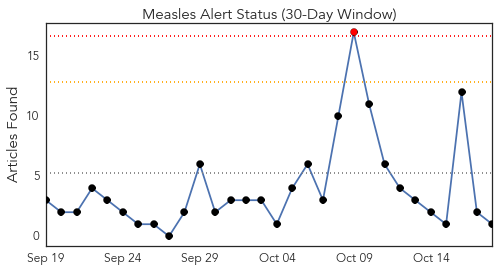 Measles Alert Status (30-Day Window)
Articles Found
15
10
5
0
Sep 19 Sep 24 Sep 29 Oct 04 Oct 09 Oct 14